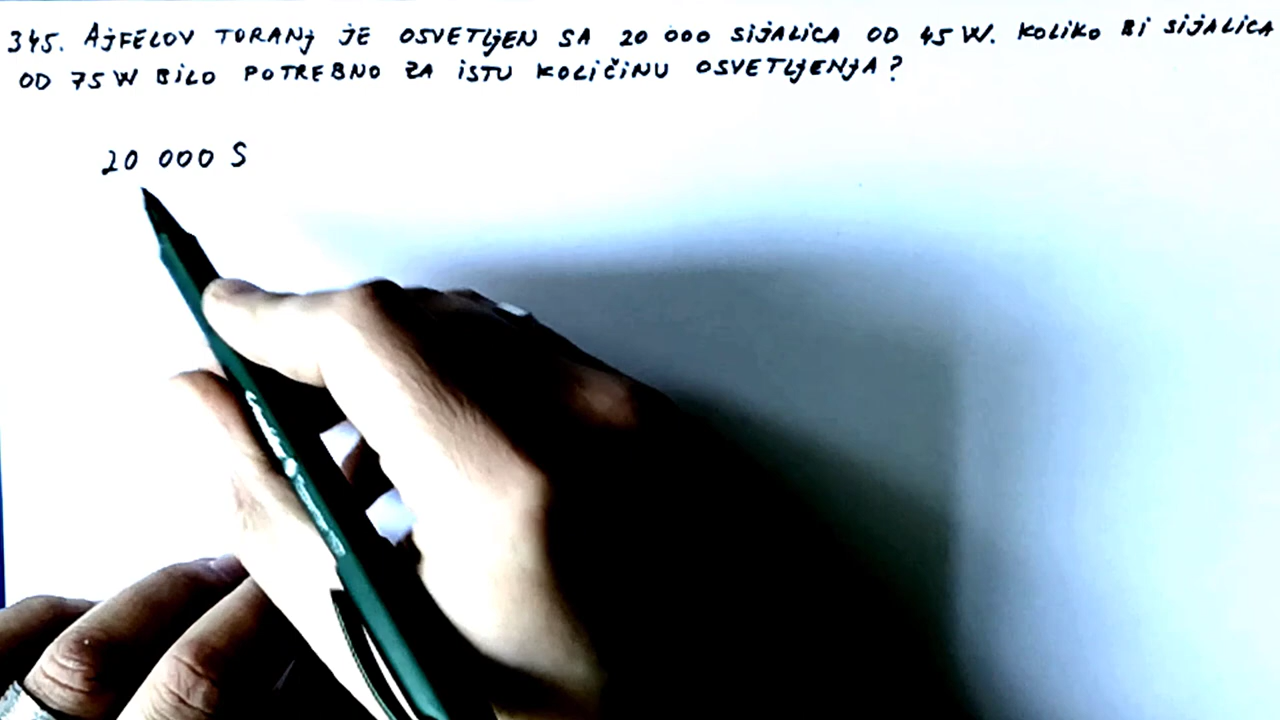 345. AJFELOV TORANJ JE OSVETLJEN SA 20 000 SIJALICA OD 45 W. KOLIKO BI SIJALICA
OD 75 W BILO POTREBNO ZA ISTU KOLIČINU OSVETLJENJA?
20 000 S